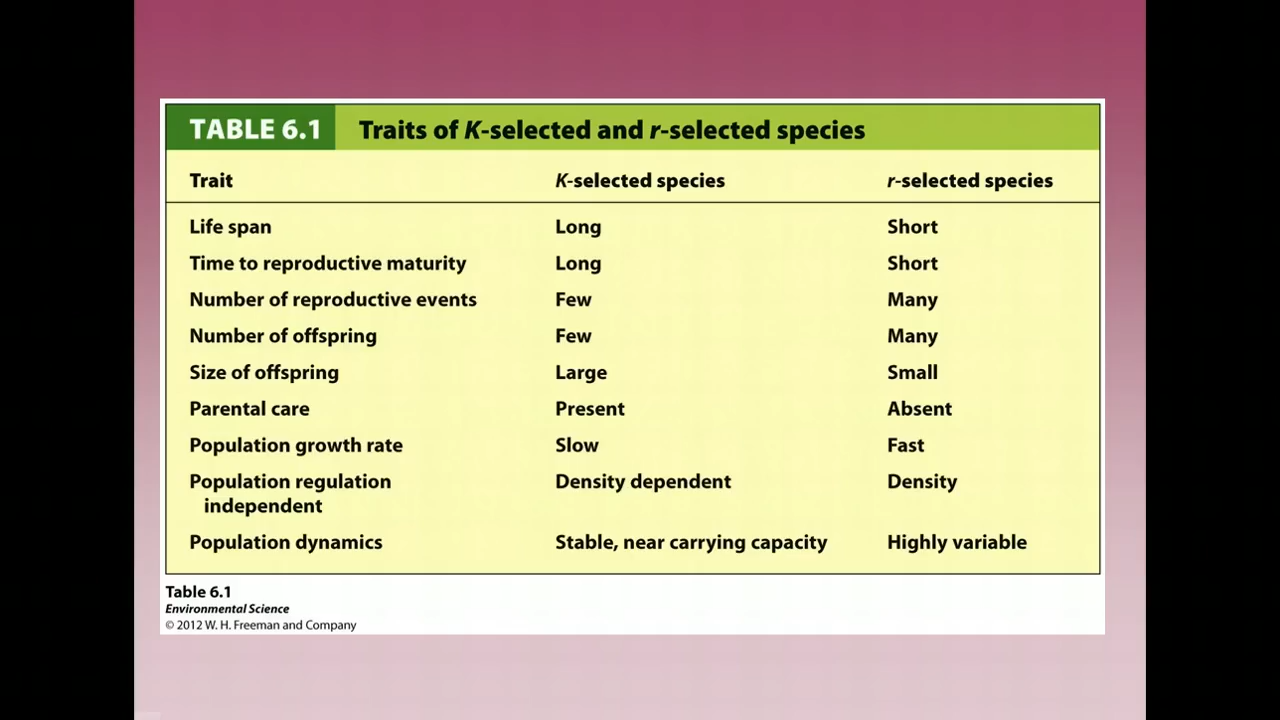 TABLE 6.1 Traits of K-selected and r-selected species
Trait K-selected species r-selected species
Life span Long Short
Time to reproductive maturity Long Short
Number of reproductive events Few Many
Number of offspring Few Many
Size of offspring Large Small
Parental care Present Absent
Population growth rate Slow Fast
Population regulation Density dependent Density
independent
Population dynamics Stable, near carrying capacity Highly variable
Table 6.1
Environmental Science
© 2012 W. H. Freeman and Company